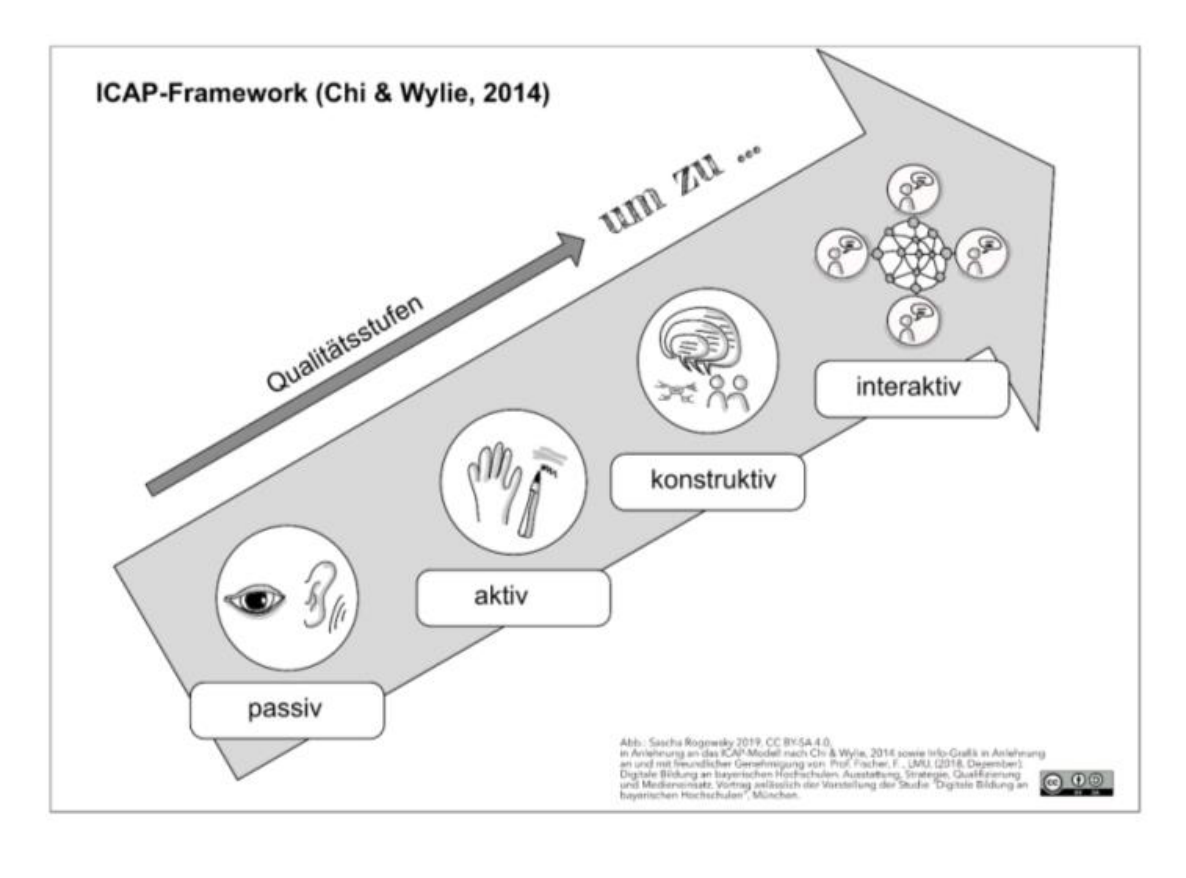 ICAP-Framework (Chi & Wylie, 2014)
um zu ...
Qualitätsstufen
interaktiv
konstruktiv
aktiv
passiv
Abb.: Sascha Rogowsky 2019, CC BY-SA 4.0,
in Anlehnung an das ICAP-Modell nach Chi & Wylie, 2014 sowie Info-Grafik in Anlehnung
an und mit freundlicher Genehmigung von: Prof. Fischer, F., LMU. (2018, Dezember).
Digitale Bildung an bayerischen Hochschulen. Ausstattung, Strategie, Qualifizierung
und Medieneinsatz. Vortrag anlässlich der Vorstellung der Studie "Digitale Bildung an
bayerischen Hochschulen", München.
cc